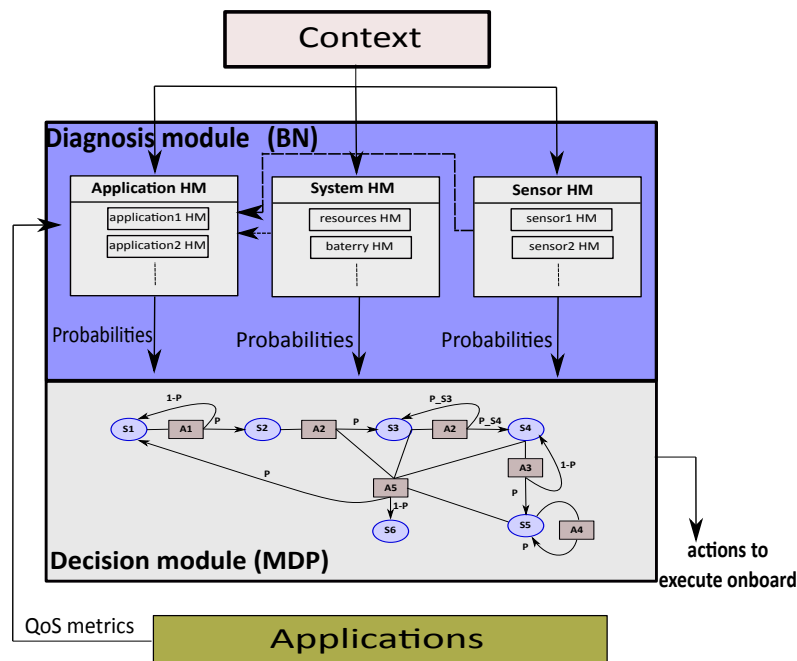 Context
Diagnosis module (BN)
Application HM
application1 HM
application2 HM
System HM
resources HM
baterry HM
Sensor HM
sensor1 HM
sensor2 HM
Probabilities
Probabilities
Probabilities
1-P
S1
A1
P
S2
A2
P
S3
P_S3
A2
P_S4
S4
A3
1-P
P
P
A5
1-P
S6
S5
A4
P
Decision module (MDP)
actions to
execute onboard
QoS metrics
Applications